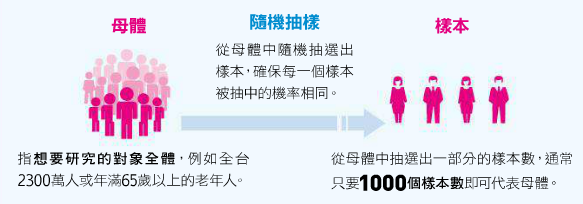 母體
指想要研究的對象全體，例如全台
2300萬人或年滿65歲以上的老年人。
隨機抽樣
從母體中隨機抽選出
樣本，確保每一個樣本
被抽中的機率相同。
樣本
從母體中抽選出一部分的樣本數，通常
只要1000個樣本數即可代表母體。